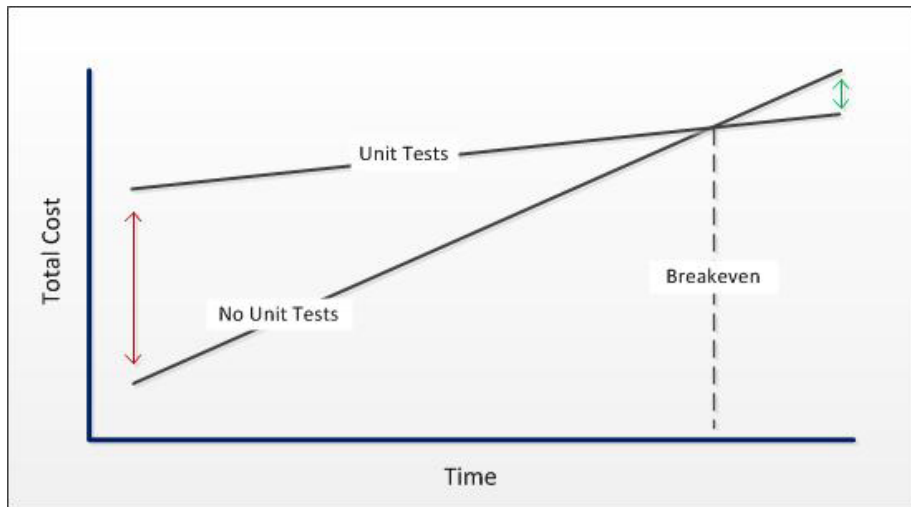 Unit Tests
Total Cost
Breakeven
No Unit Tests
Time